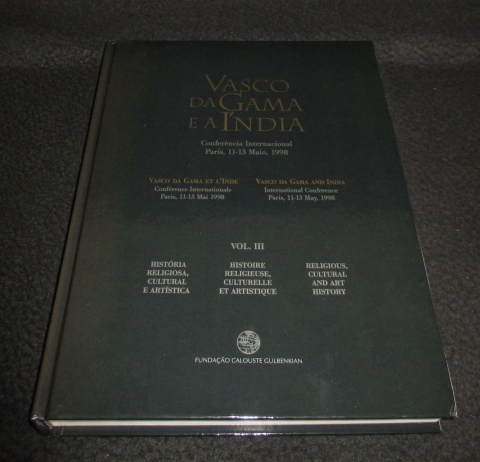 VASCO
DA GAMA
E A ÍNDIA
Conferência Internacional
Paris, 11-13 Maio, 1998
VASCO DA GAMA ET L'INDE
Conférence Internationale
Paris, 11-13 Mai 1998
VASCO DA GAMA AND INDIA
International Conference
Paris, 11-13 May, 1998
VOL. III
HISTÓRIA
RELIGIOSA,
CULTURAL
E ARTÍSTICA
HISTOIRE
RELIGIEUSE,
CULTURELLE
ET ARTISTIQUE
RELIGIOUS,
CULTURAL
AND ART
HISTORY
FUNDAÇÃO CALOUSTE GULBENKIAN